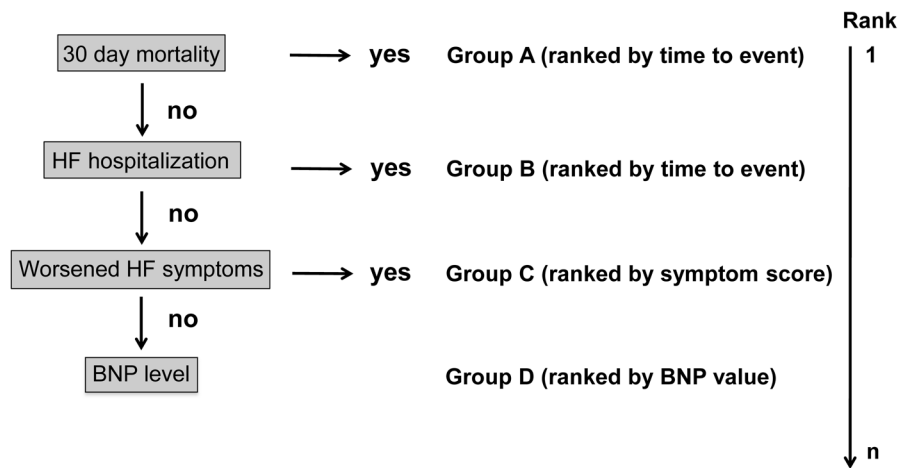 Rank
30 day mortality yes Group A (ranked by time to event) 1
no
HF hospitalization yes Group B (ranked by time to event)
no
Worsened HF symptoms yes Group C (ranked by symptom score)
no
BNP level Group D (ranked by BNP value)
n